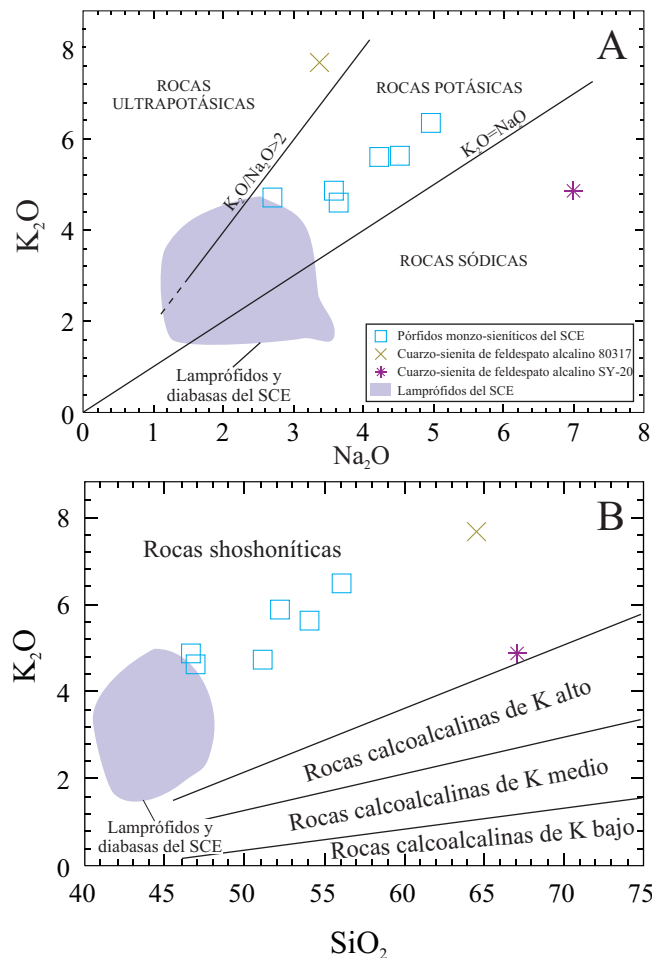 A
8
6
4
2
0
K₂O
ROCAS
ULTRAPOTÁSICAS
ROCAS POTÁSICAS
K₂O/Na₂O>2
K₂O=Na₂O
ROCAS SÓDICAS
Lamprófidos y
diabasas del SCE
Pórfidos monzo-sieníticos del SCE
Cuarzo-sienita de feldespato alcalino 80317
Cuarzo-sienita de feldespato alcalino SY-20
Lamprófidos del SCE
0 1 2 3 4 5 6 7 8
Na₂O
B
8
6
4
2
0
K₂O
Rocas shoshoníticas
Rocas calcoalcalinas de K alto
Rocas calcoalcalinas de K medio
Rocas calcoalcalinas de K bajo
Lamprófidos y
diabasas del SCE
40 45 50 55 60 65 70 75
SiO₂